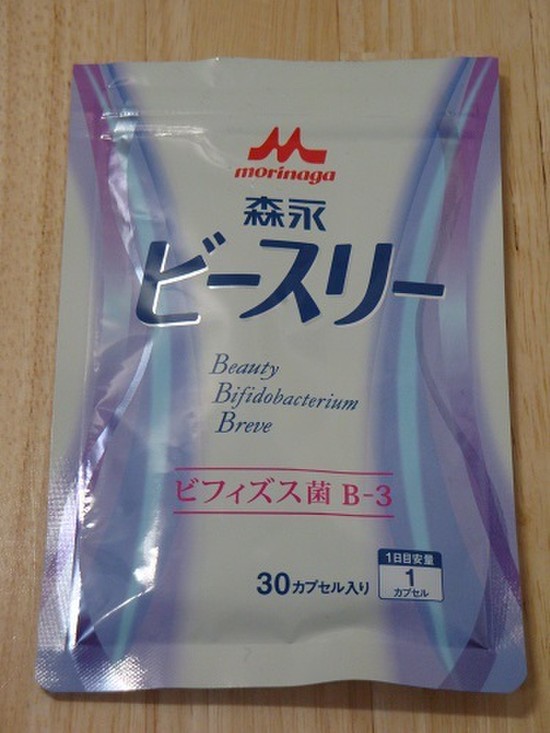 morinaga
森永
ビースリー
Beauty
Bifidobacterium
Breve
ビフィズス菌 B-3
30カプセル入り
1日目安量
1
カプセル